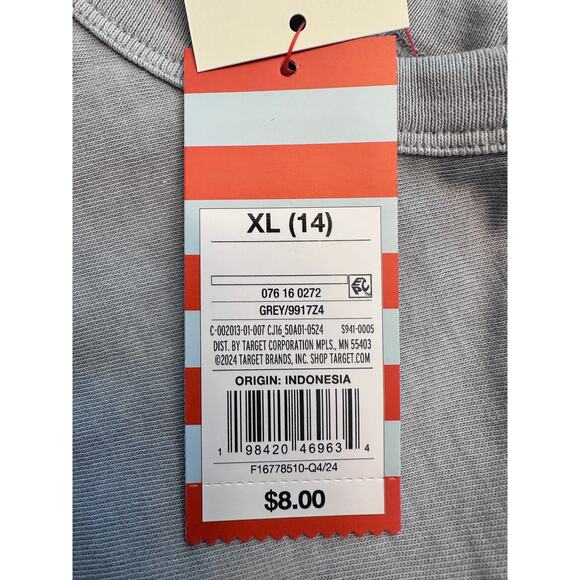 XL (14)
076 16 0272
GREY/9917Z4
C-002013-01-007 CJ16_50A01-0524 S941-0005
DIST. BY TARGET CORPORATION MPLS., MN 55403
©2024 TARGET BRANDS, INC. SHOP TARGET.COM
ORIGIN: INDONESIA
1 98420 46963 4
F16778510-Q4/24
$8.00